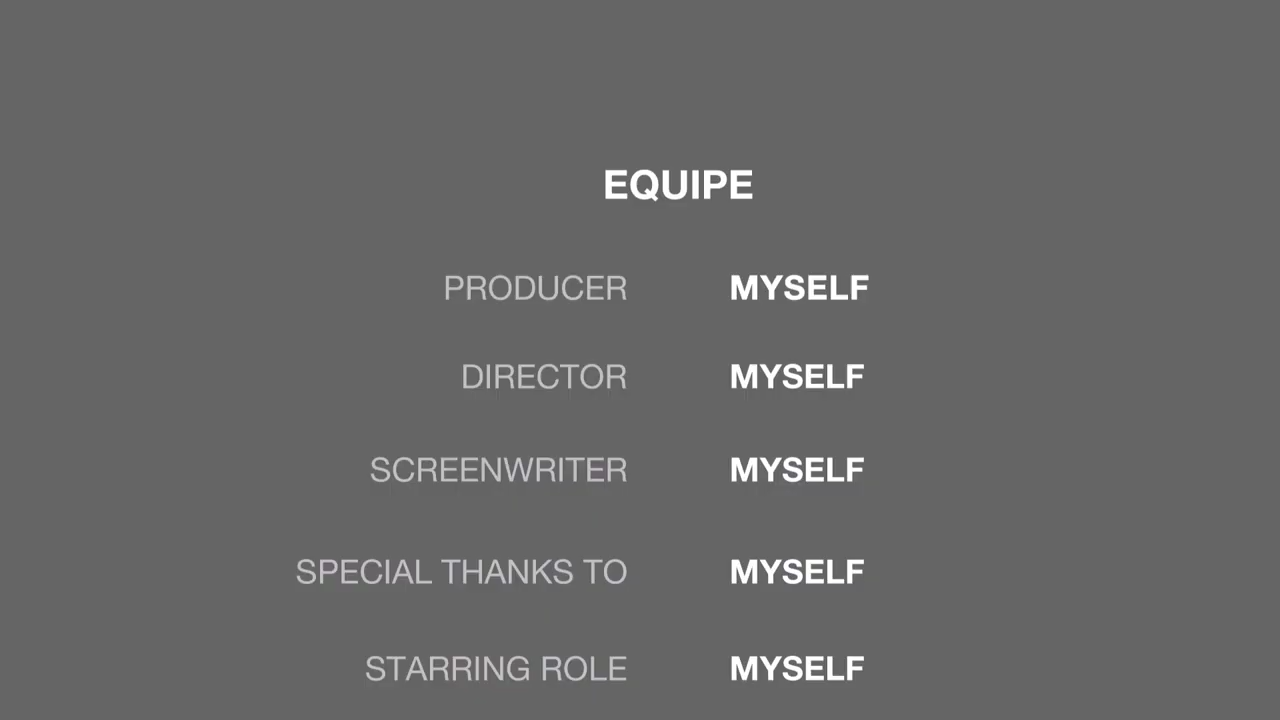 EQUIPE
PRODUCER MYSELF
DIRECTOR MYSELF
SCREENWRITER MYSELF
SPECIAL THANKS TO MYSELF
STARRING ROLE MYSELF